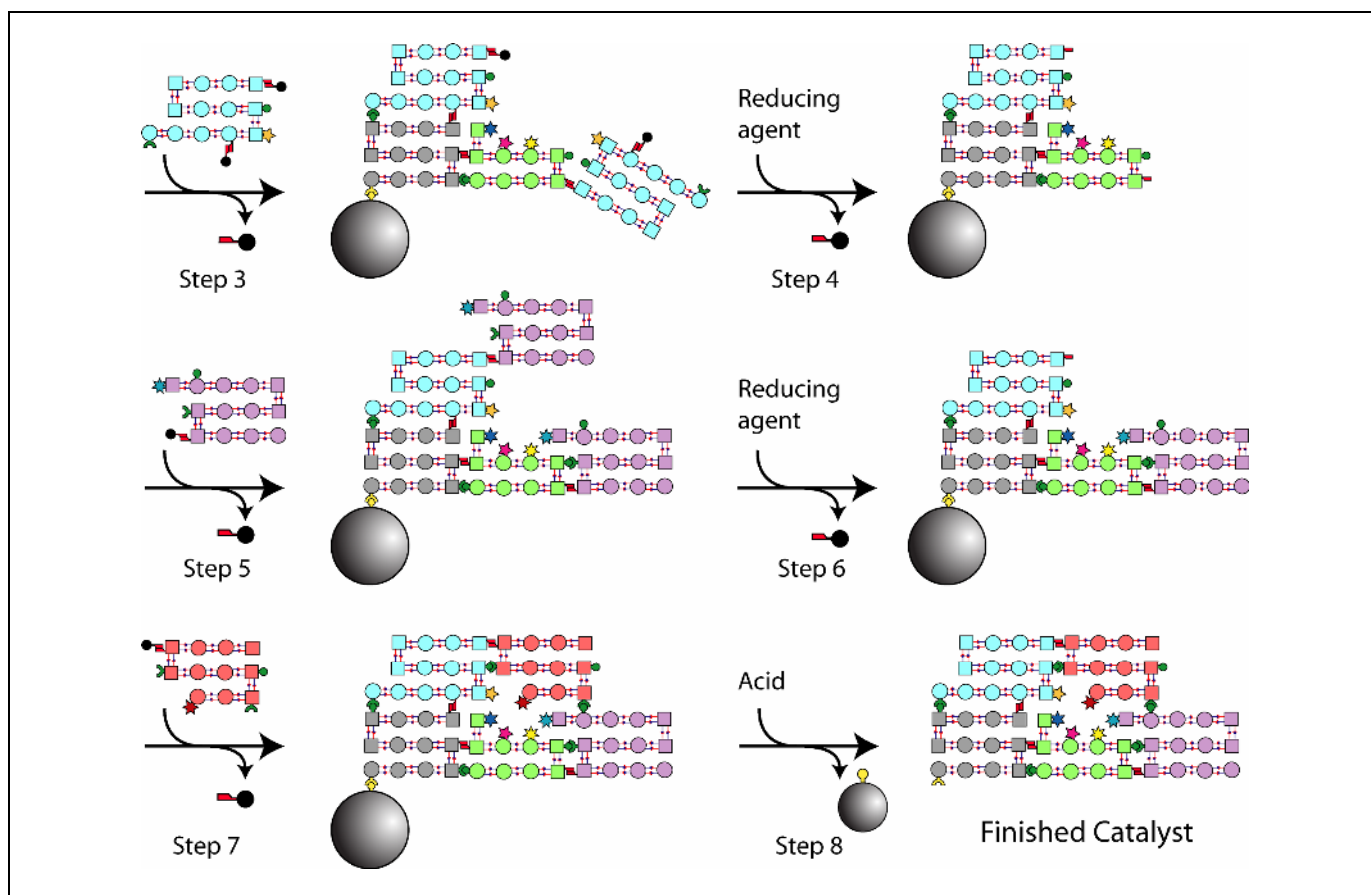 Step 3
Reducing
agent
Step 4
Step 5
Reducing
agent
Step 6
Step 7
Acid
Step 8
Finished Catalyst